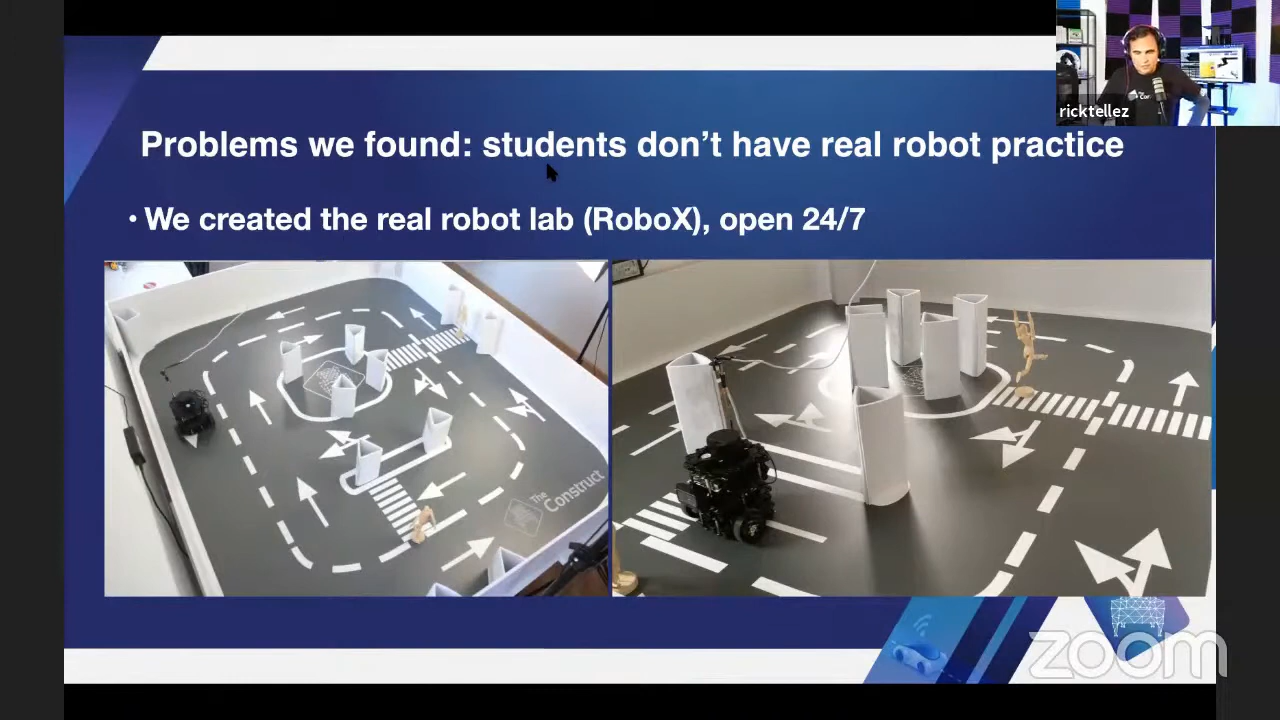 ricktellez
Problems we found: students don’t have real robot practice
• We created the real robot lab (RoboX), open 24/7
The Construct
zoom